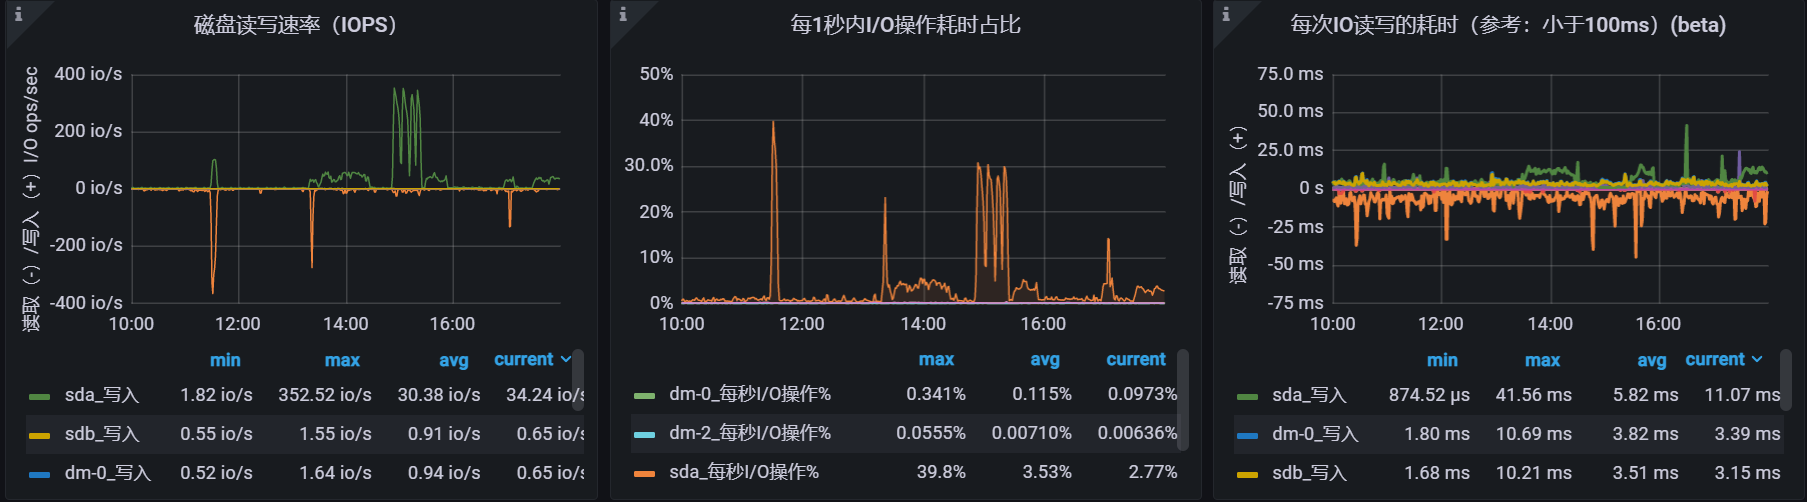 磁盘读写速率（IOPS）
读取（-）/写入（+）I/O ops/sec
400 io/s
200 io/s
0 io/s
-200 io/s
-400 io/s
10:00 12:00 14:00 16:00
min max avg current
sda_写入 1.82 io/s 352.52 io/s 30.38 io/s 34.24 io/s
sdb_写入 0.55 io/s 1.55 io/s 0.91 io/s 0.65 io/s
dm-0_写入 0.52 io/s 1.64 io/s 0.94 io/s 0.65 io/s
每1秒内I/O操作耗时占比
50%
40%
30.0%
20%
10%
0%
10:00 12:00 14:00 16:00
max avg current
dm-0_每秒I/O操作% 0.341% 0.115% 0.0973%
dm-2_每秒I/O操作% 0.0555% 0.00710% 0.00636%
sda_每秒I/O操作% 39.8% 3.53% 2.77%
每次IO读写的耗时（参考：小于100ms）(beta)
读取（-）/写入（+）
75.0 ms
50.0 ms
25.0 ms
0 s
-25 ms
-50 ms
-75 ms
10:00 12:00 14:00 16:00
min max avg current
sda_写入 874.52 µs 41.56 ms 5.82 ms 11.07 ms
dm-0_写入 1.80 ms 10.69 ms 3.82 ms 3.39 ms
sdb_写入 1.68 ms 10.21 ms 3.51 ms 3.15 ms